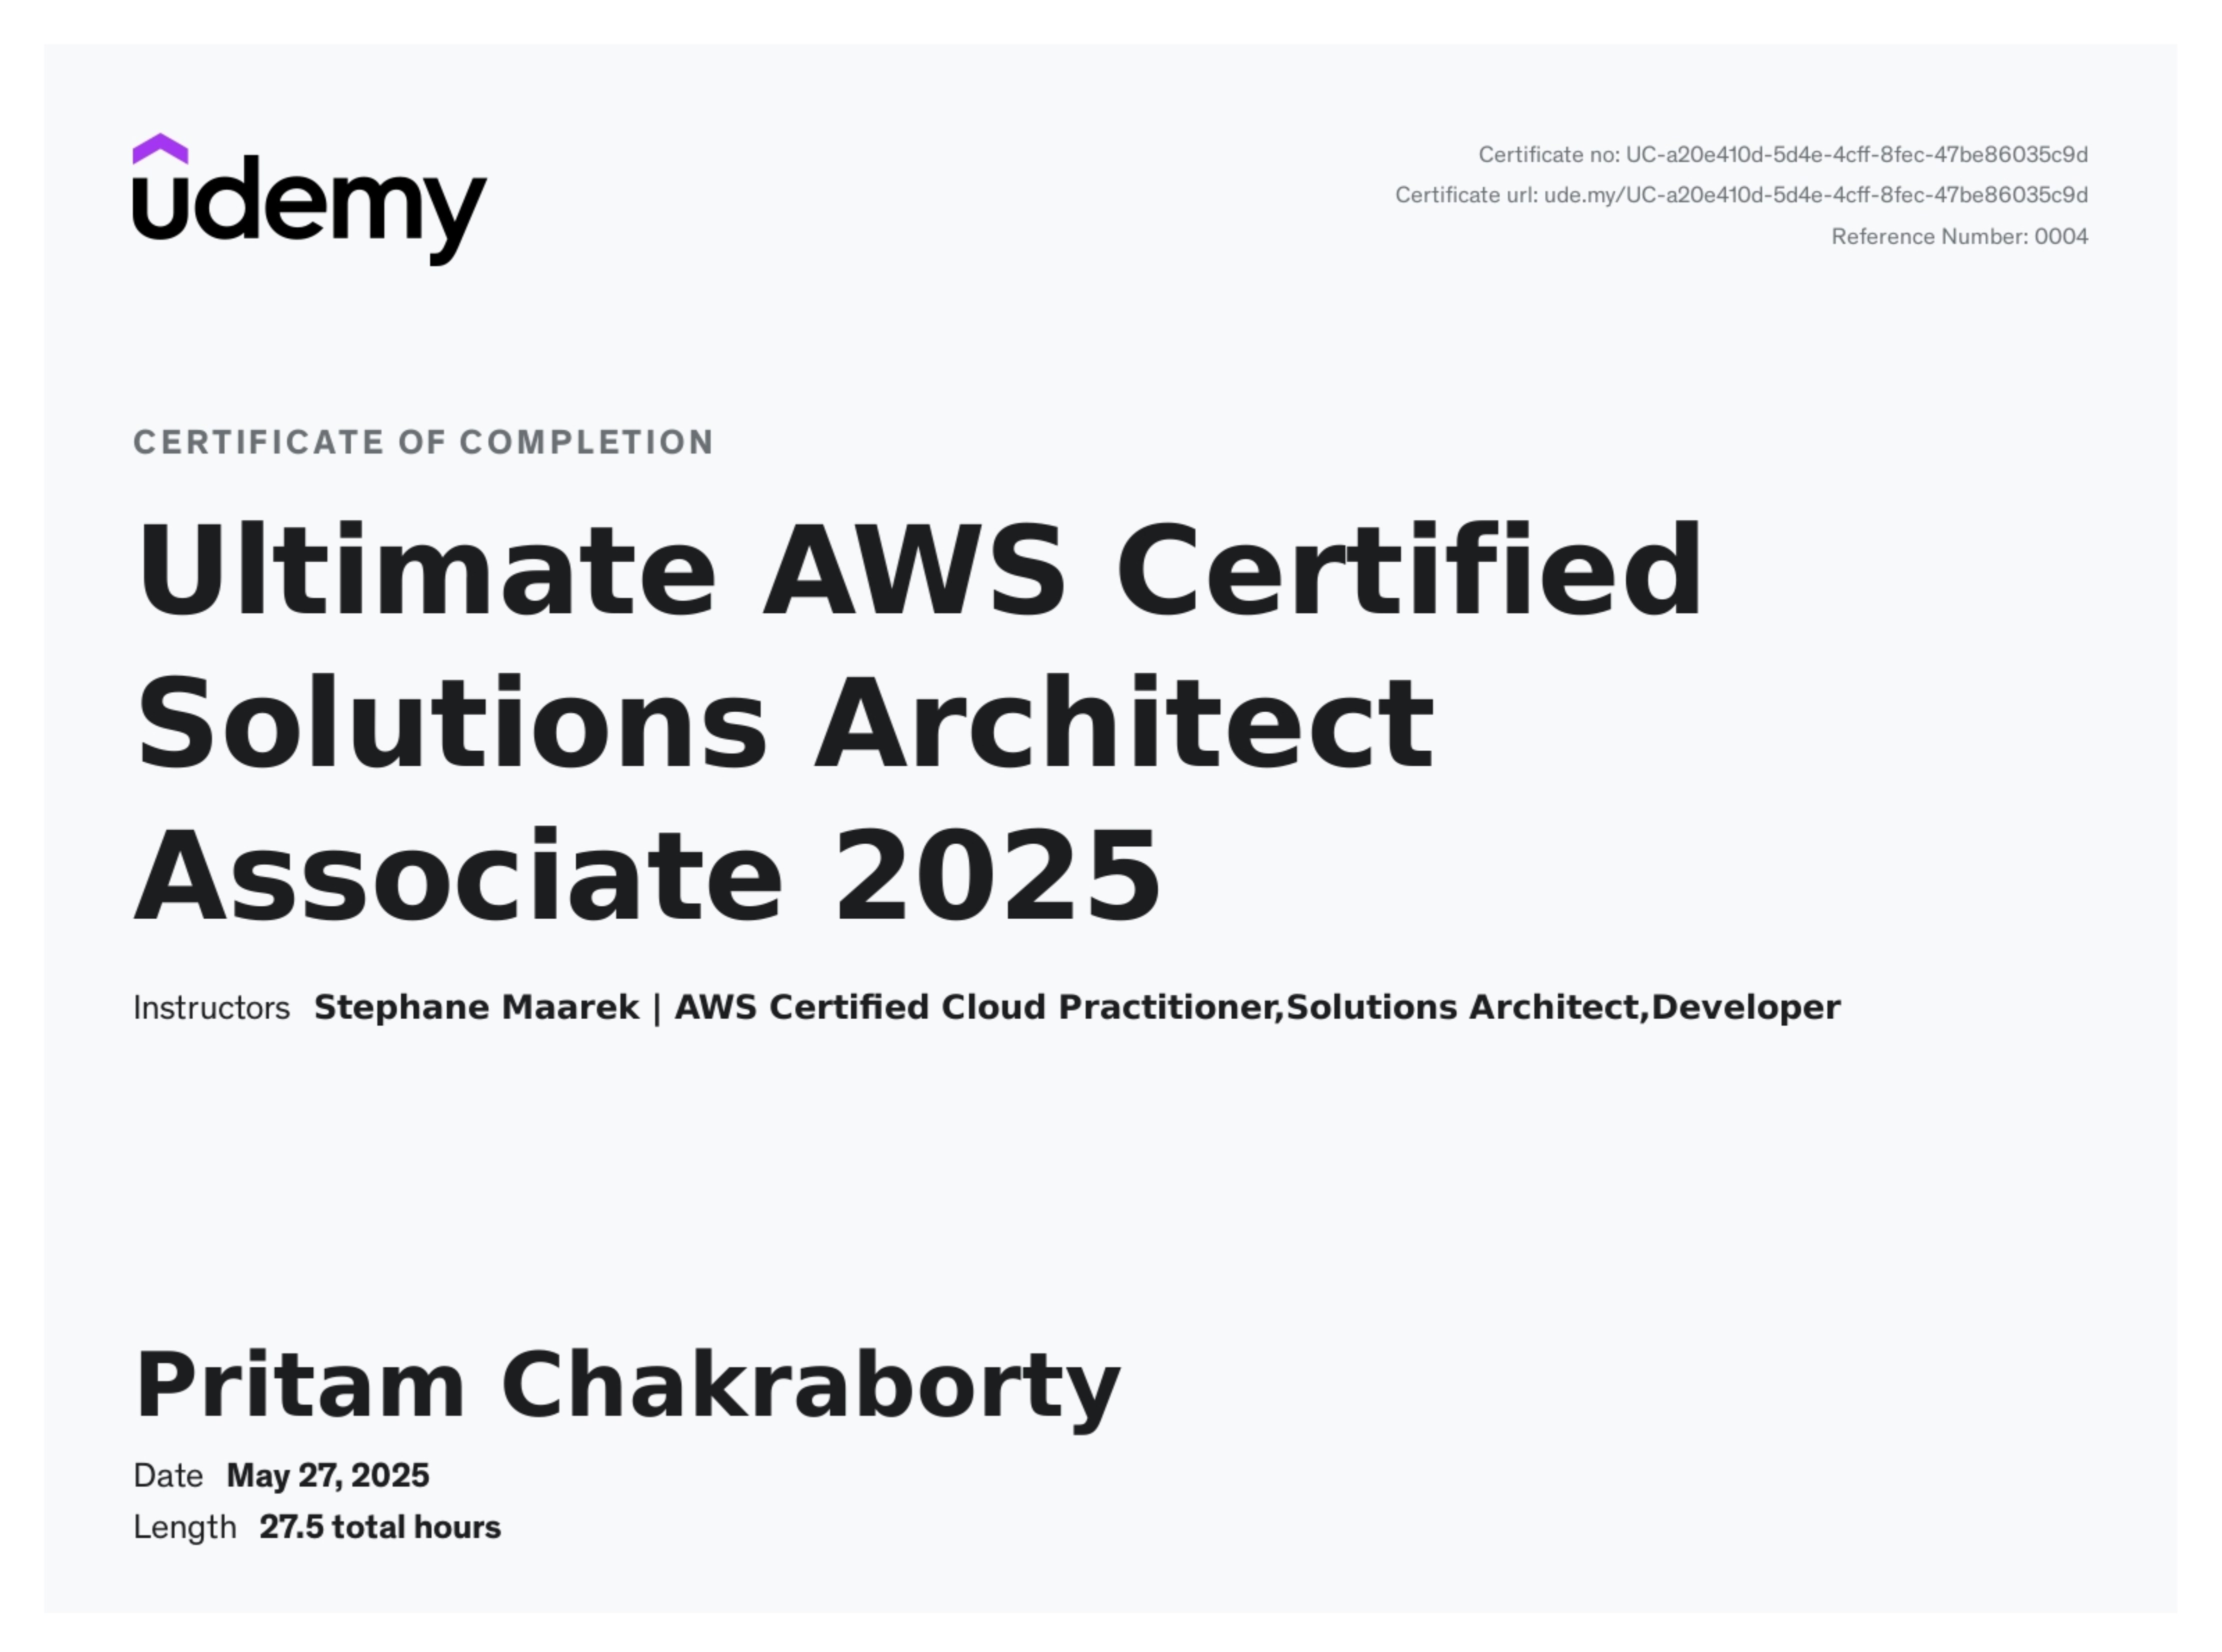 udemy
Certificate no: UC-a20e410d-5d4e-4cff-8fec-47be86035c9d
Certificate url: ude.my/UC-a20e410d-5d4e-4cff-8fec-47be86035c9d
Reference Number: 0004
CERTIFICATE OF COMPLETION
Ultimate AWS Certified
Solutions Architect
Associate 2025
Instructors Stephane Maarek | AWS Certified Cloud Practitioner,Solutions Architect,Developer
Pritam Chakraborty
Date May 27, 2025
Length 27.5 total hours